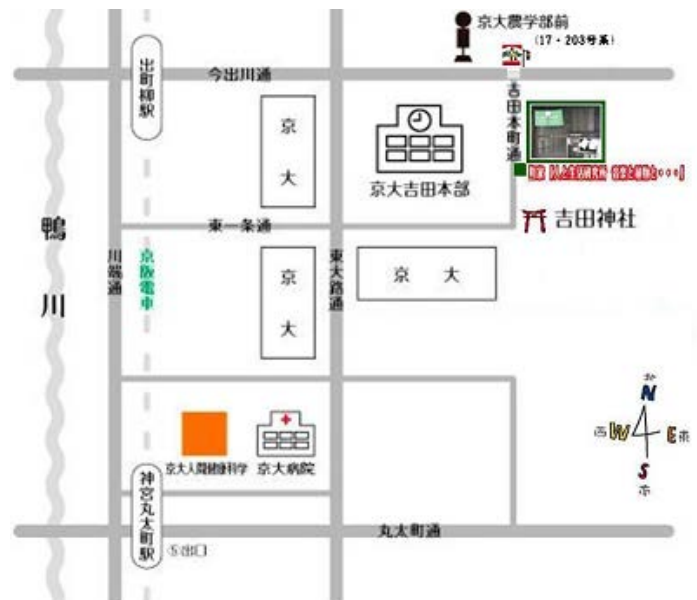 京大農学部前
(17・203号系)
今出川通
出町柳駅
吉田本町通
京大
京大吉田本部
東一条通
吉田神社
鴨川
川端通
京阪電車
京大
東大路通
京大
北
N
西
W
E
東
S
京大人間健康科学
京大病院
神宮丸太町駅
⑤出口
丸太町通